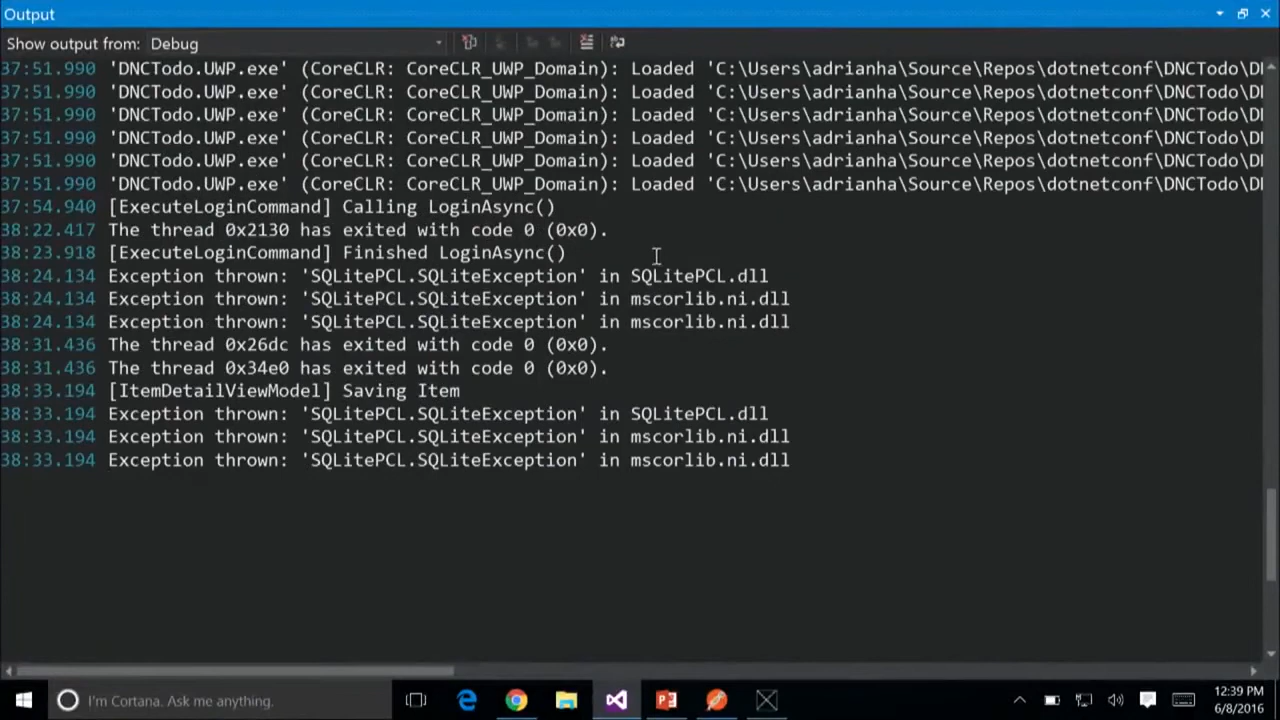 Output
Show output from: Debug
37:51.990 'DNCTodo.UWP.exe' (CoreCLR: CoreCLR_UWP_Domain): Loaded 'C:\Users\adrianha\Source\Repos\dotnetconf\DNCTodo\
37:51.990 'DNCTodo.UWP.exe' (CoreCLR: CoreCLR_UWP_Domain): Loaded 'C:\Users\adrianha\Source\Repos\dotnetconf\DNCTodo\
37:51.990 'DNCTodo.UWP.exe' (CoreCLR: CoreCLR_UWP_Domain): Loaded 'C:\Users\adrianha\Source\Repos\dotnetconf\DNCTodo\
37:51.990 'DNCTodo.UWP.exe' (CoreCLR: CoreCLR_UWP_Domain): Loaded 'C:\Users\adrianha\Source\Repos\dotnetconf\DNCTodo\
37:51.990 'DNCTodo.UWP.exe' (CoreCLR: CoreCLR_UWP_Domain): Loaded 'C:\Users\adrianha\Source\Repos\dotnetconf\DNCTodo\
37:51.990 'DNCTodo.UWP.exe' (CoreCLR: CoreCLR_UWP_Domain): Loaded 'C:\Users\adrianha\Source\Repos\dotnetconf\DNCTodo\
37:54.940 [ExecuteLoginCommand] Calling LoginAsync()
38:22.417 The thread 0x2130 has exited with code 0 (0x0).
38:23.918 [ExecuteLoginCommand] Finished LoginAsync()
38:24.134 Exception thrown: 'SQLitePCL.SQLiteException' in SQLitePCL.dll
38:24.134 Exception thrown: 'SQLitePCL.SQLiteException' in mscorlib.ni.dll
38:24.134 Exception thrown: 'SQLitePCL.SQLiteException' in mscorlib.ni.dll
38:31.436 The thread 0x26dc has exited with code 0 (0x0).
38:31.436 The thread 0x34e0 has exited with code 0 (0x0).
38:33.194 [ItemDetailViewModel] Saving Item
38:33.194 Exception thrown: 'SQLitePCL.SQLiteException' in SQLitePCL.dll
38:33.194 Exception thrown: 'SQLitePCL.SQLiteException' in mscorlib.ni.dll
38:33.194 Exception thrown: 'SQLitePCL.SQLiteException' in mscorlib.ni.dll
I'm Cortana. Ask me anything.
12:39 PM
6/8/2016